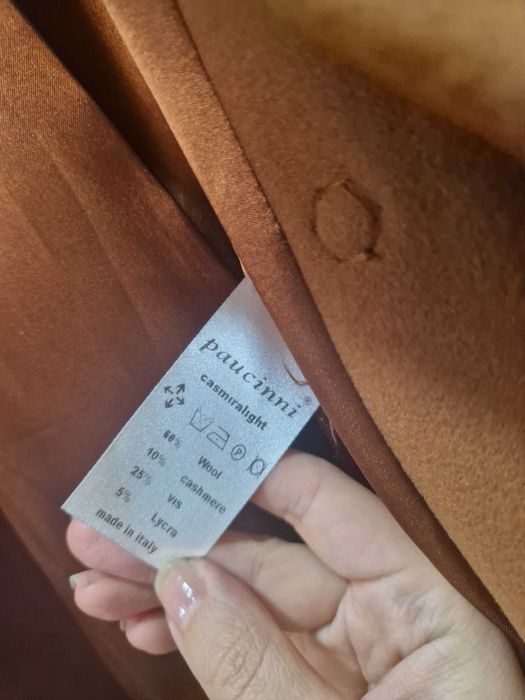 paucinni®
casmiralight
P
60% Wool
10% cashmere
25% vis
5% Lycra
made in italy